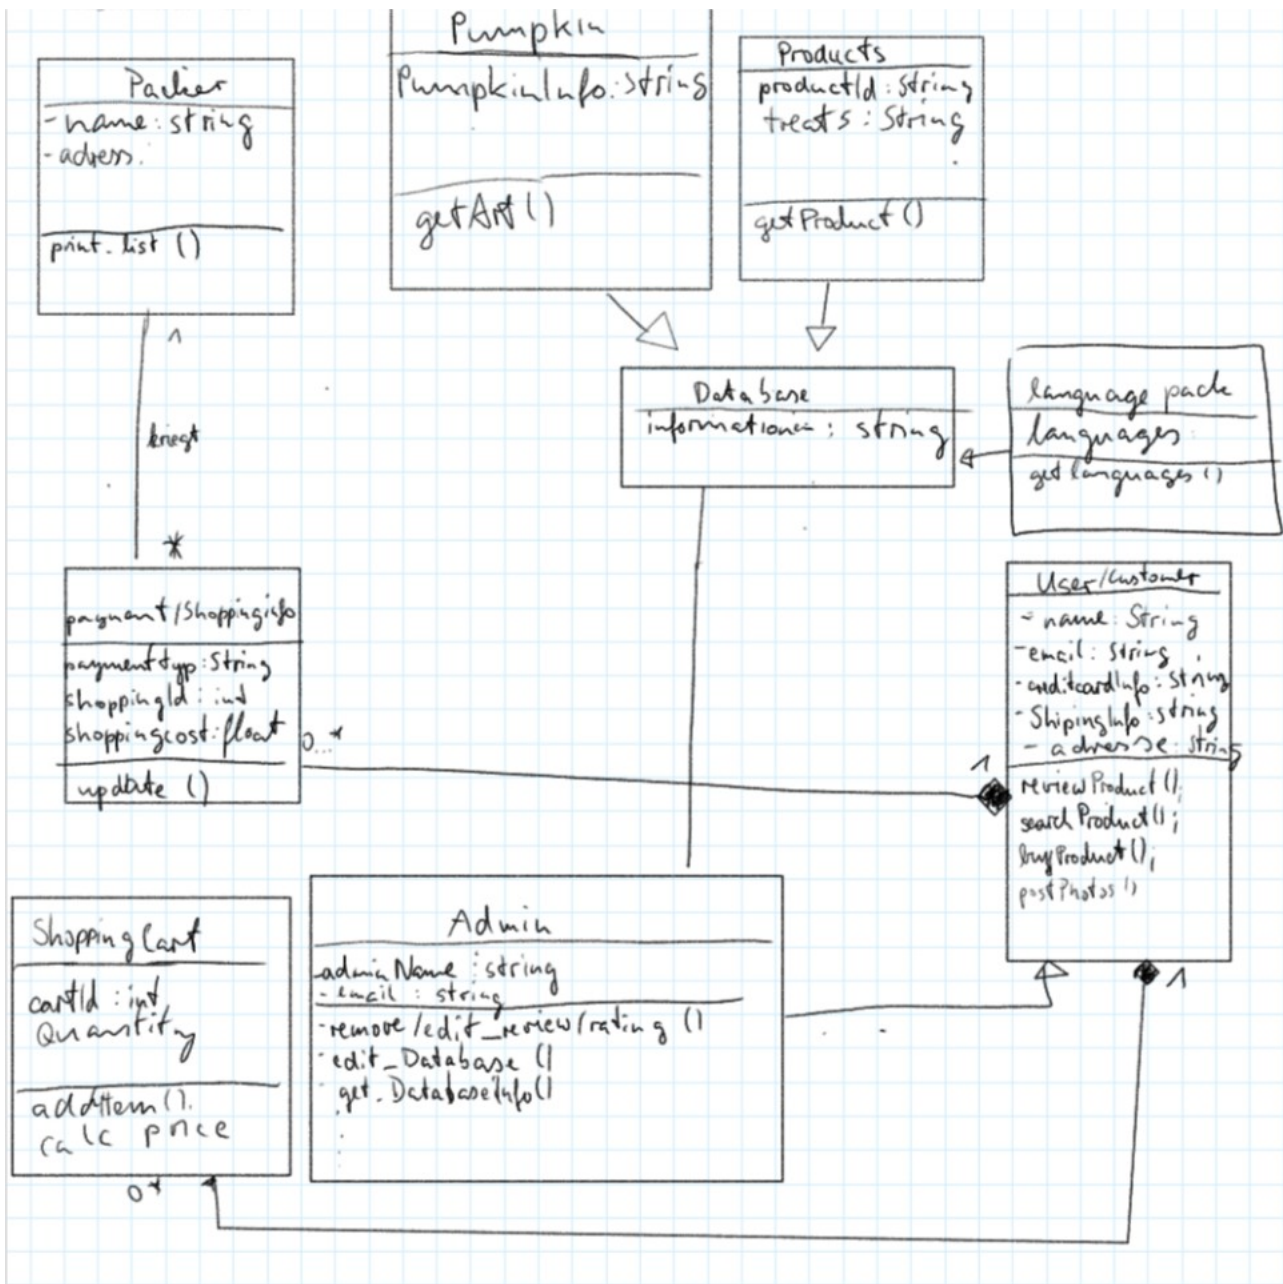 Pumpkin
PumpkinInfo: String
getArt()
Products
productId: String
treats: String
getProduct()
Packer
- name: string
- adress:
print_list ()
1
kriegt
*
Database
informationen: string
language pack
languages:
get languages ()
payment/Shoppinginfo
paymenttyp: String
shoppingId: int
shoppingcost: float
update ()
0...*
1
User/Customer
- name: String
- email: String
- creditcardInfo: String
- ShipingInfo: string
- adresse: String
reviewProduct();
searchProduct();
buyProduct();
postPhotos()
1
Shopping Cart
cartId: int
Quantity
addItem().
calc price
0*
Admin
-adminName: string
- email: string
-remove/edit_review/rating ()
-edit_Database ()
get_DatabaseInfo()